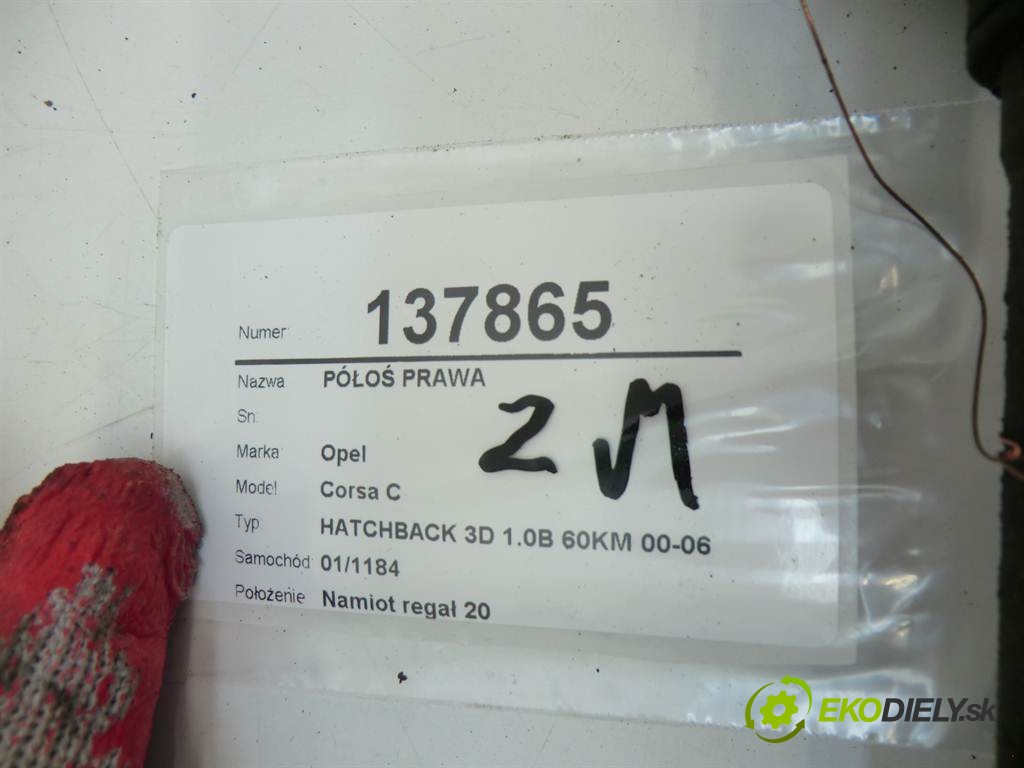 Numer: 137865
Nazwa PÓŁOŚ PRAWA
Sn:
Marka: Opel
Model Corsa C
Typ: HATCHBACK 3D 1.0B 60KM 00-06
Samochód: 01/1184
Położenie: Namiot regał 20
2 M
EKODIELY.sk